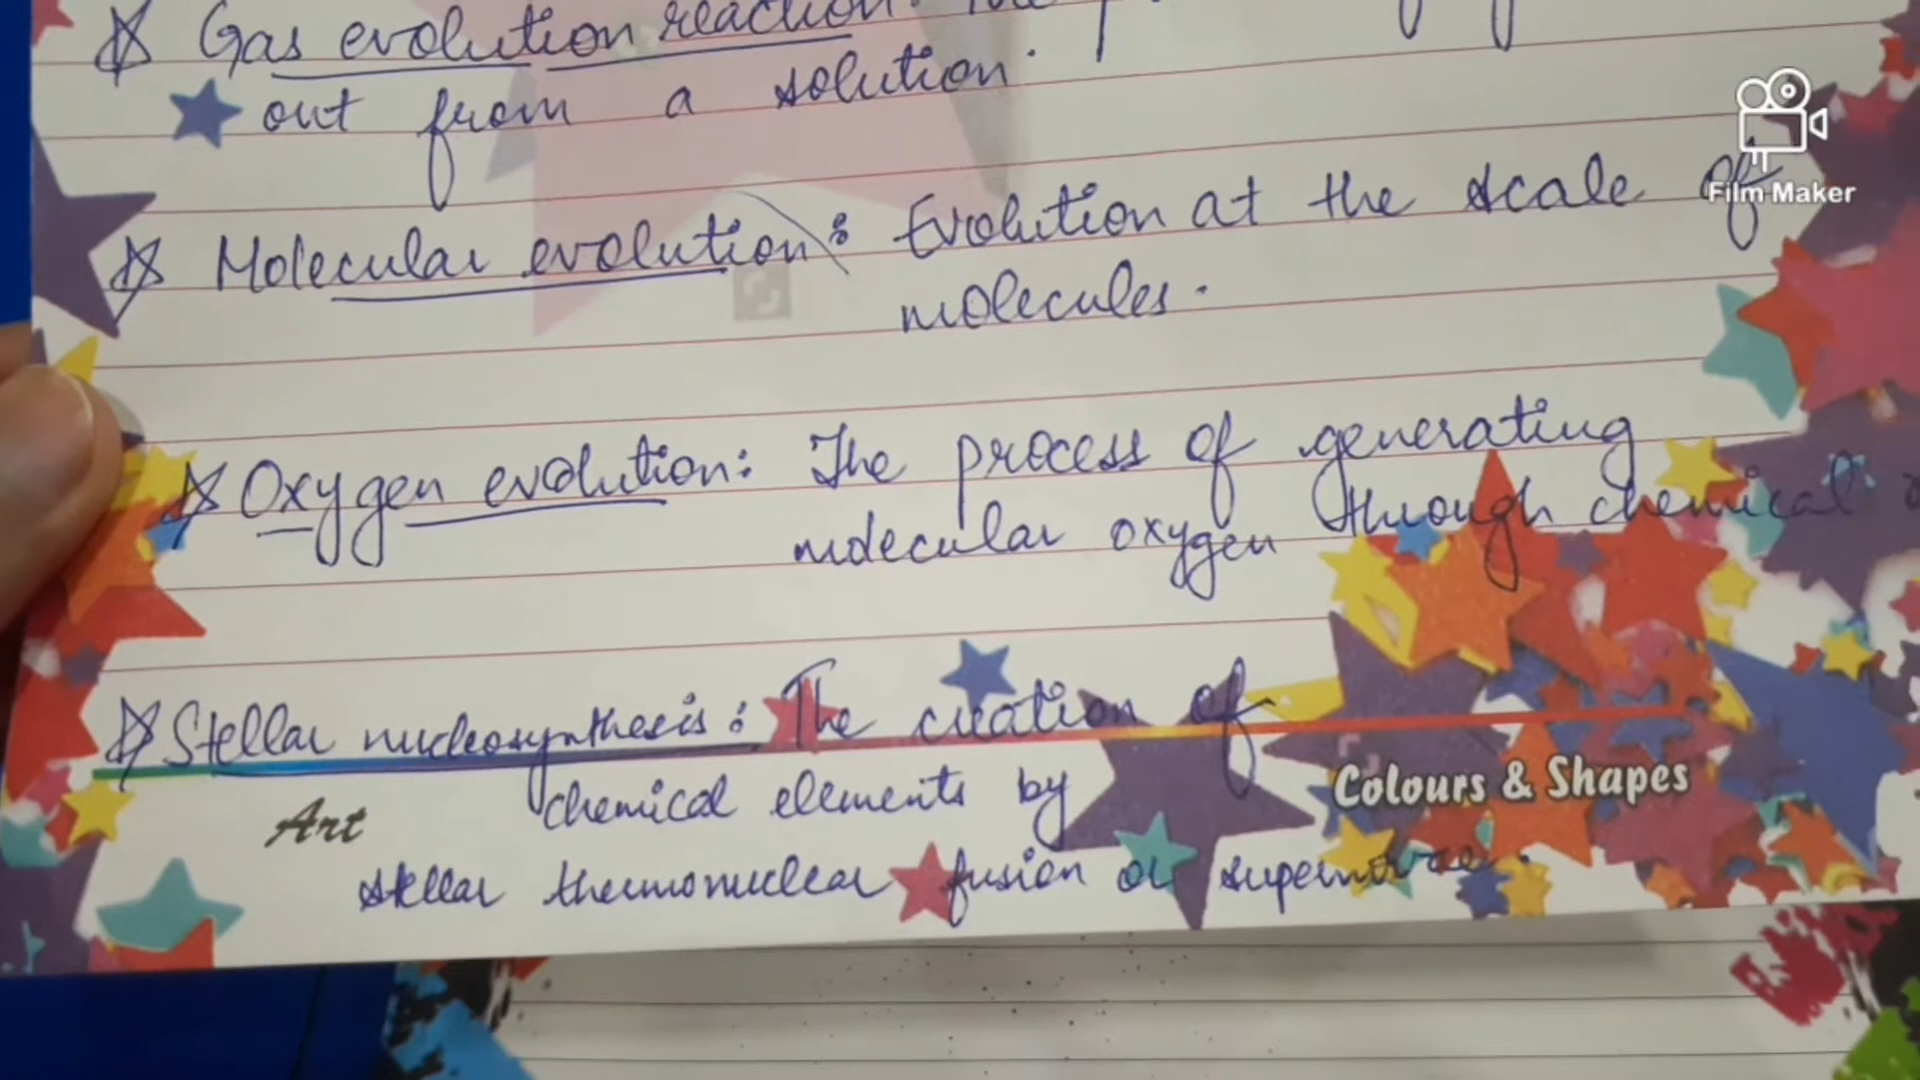 Gas evolution reaction:
out from a solution.
Film Maker
Molecular evolution: Evolution at the scale of
molecules.
Oxygen evolution: The process of generating
molecular oxygen through chemical
Stellar nucleosynthesis: The creation of
Colours & Shapes
Art chemical elements by
stellar thermonuclear fusion or supernovae.